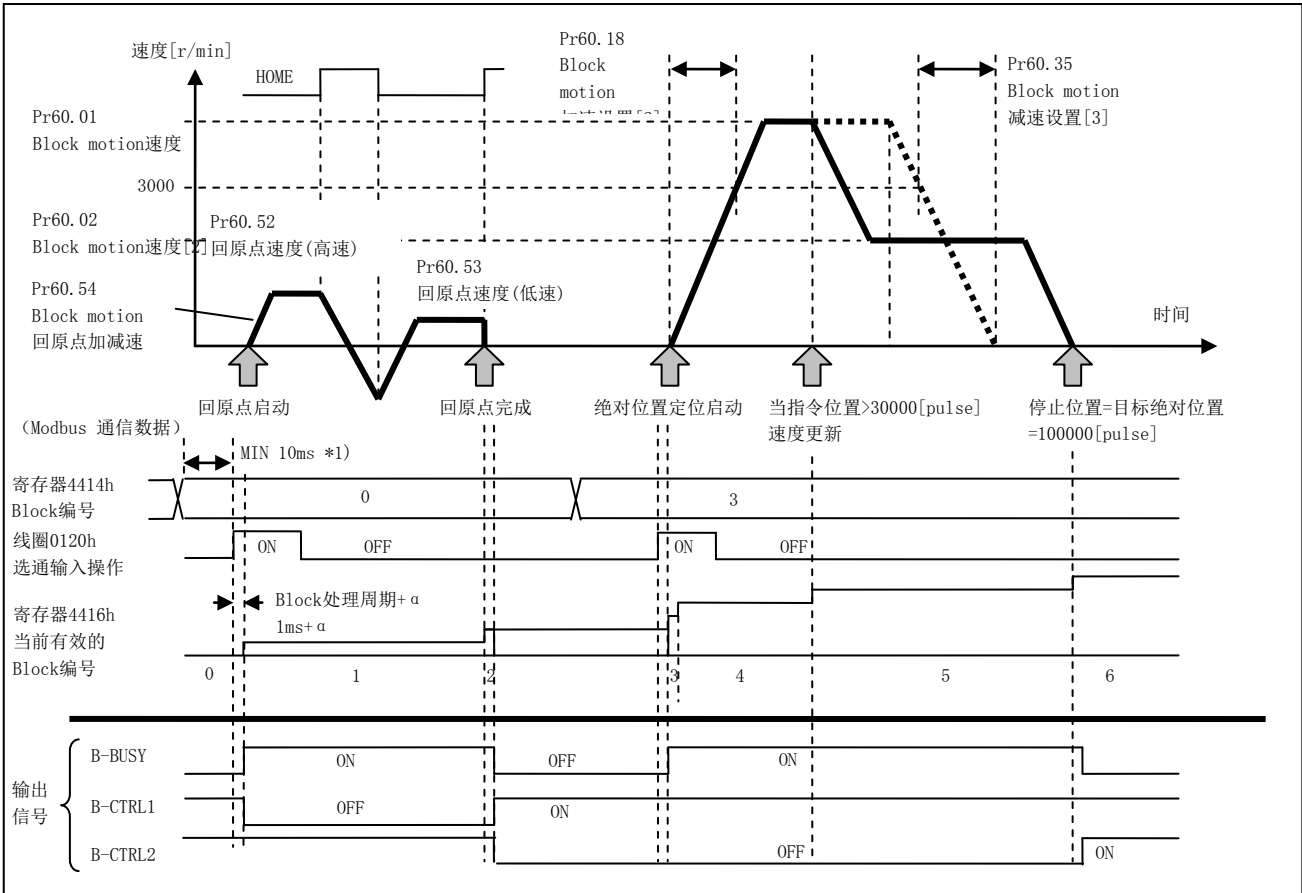 速度[r/min]
HOME
Pr60.18
Block
motion
Pr60.35
Block motion
减速设置[3]
Pr60.01
Block motion速度
3000
Pr60.02
Block motion速度[2]
Pr60.52
回原点速度(高速)
Pr60.53
回原点速度(低速)
Pr60.54
Block motion
回原点加减速
时间
回原点启动
回原点完成
绝对位置定位启动
当指令位置>30000[pulse]
速度更新
停止位置=目标绝对位置
=100000[pulse]
(Modbus 通信数据)
MIN 10ms *1)
寄存器4414h
Block编号
0
3
线圈0120h
选通输入操作
ON
OFF
ON
OFF
寄存器4416h
当前有效的
Block编号
Block处理周期+α
1ms+α
0
1
2
3
4
5
6
输出
信号
B-BUSY
ON
OFF
ON
B-CTRL1
OFF
ON
B-CTRL2
OFF
ON